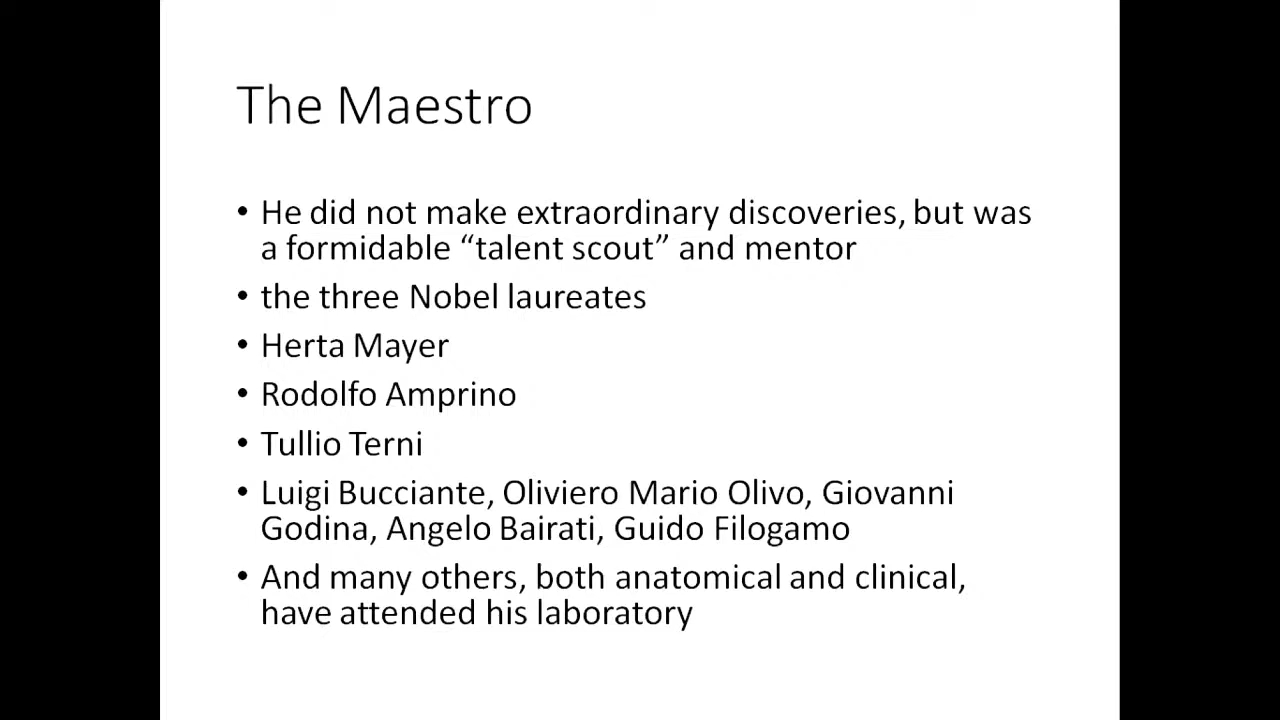 The Maestro
• He did not make extraordinary discoveries, but was
a formidable “talent scout” and mentor
• the three Nobel laureates
• Herta Mayer
• Rodolfo Amprino
• Tullio Terni
• Luigi Bucciante, Oliviero Mario Olivo, Giovanni
Godina, Angelo Bairati, Guido Filogamo
• And many others, both anatomical and clinical,
have attended his laboratory